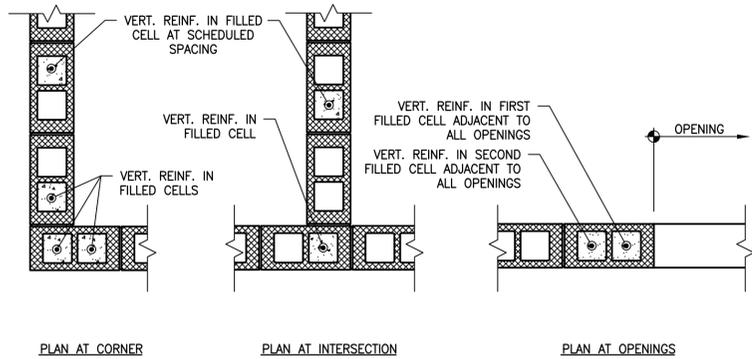 VERT. REINF. IN FILLED
CELL AT SCHEDULED
SPACING
VERT. REINF. IN
FILLED CELL
VERT. REINF. IN
FILLED CELLS
VERT. REINF. IN FIRST
FILLED CELL ADJACENT TO
ALL OPENINGS
VERT. REINF. IN SECOND
FILLED CELL ADJACENT TO
ALL OPENINGS
OPENING
PLAN AT CORNER
PLAN AT INTERSECTION
PLAN AT OPENINGS